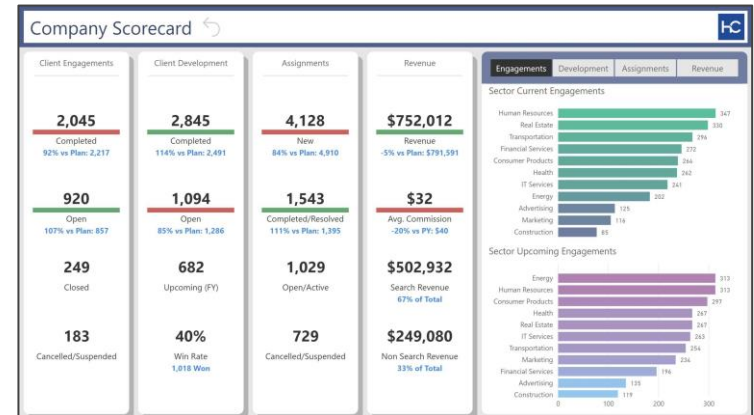 Company Scorecard
HC
Client Engagements
2,045
Completed
92% vs Plan: 2,217
920
Open
107% vs Plan: 857
249
Closed
183
Cancelled/Suspended
Client Development
2,845
Completed
114% vs Plan: 2,491
1,094
Open
85% vs Plan: 1,286
682
Upcoming (FY)
40%
Win Rate
1,018 Won
Assignments
4,128
New
84% vs Plan: 4,910
1,543
Completed/Resolved
111% vs Plan: 1,395
1,029
Open/Active
729
Cancelled/Suspended
Revenue
$752,012
Revenue
-5% vs Plan: $791,591
$32
Avg. Commission
-20% vs PY: $40
$502,932
Search Revenue
67% of Total
$249,080
Non Search Revenue
33% of Total
Engagements Development Assignments Revenue
Sector Current Engagements
Human Resources 347
Real Estate 330
Transportation 296
Financial Services 272
Consumer Products 266
Health 262
IT Services 241
Energy 202
Advertising 125
Marketing 116
Construction 85
Sector Upcoming Engagements
Energy 313
Human Resources 313
Consumer Products 297
Health 267
Real Estate 267
IT Services 263
Transportation 254
Marketing 234
Financial Services 196
Advertising 135
Construction 119
0 100 200 300